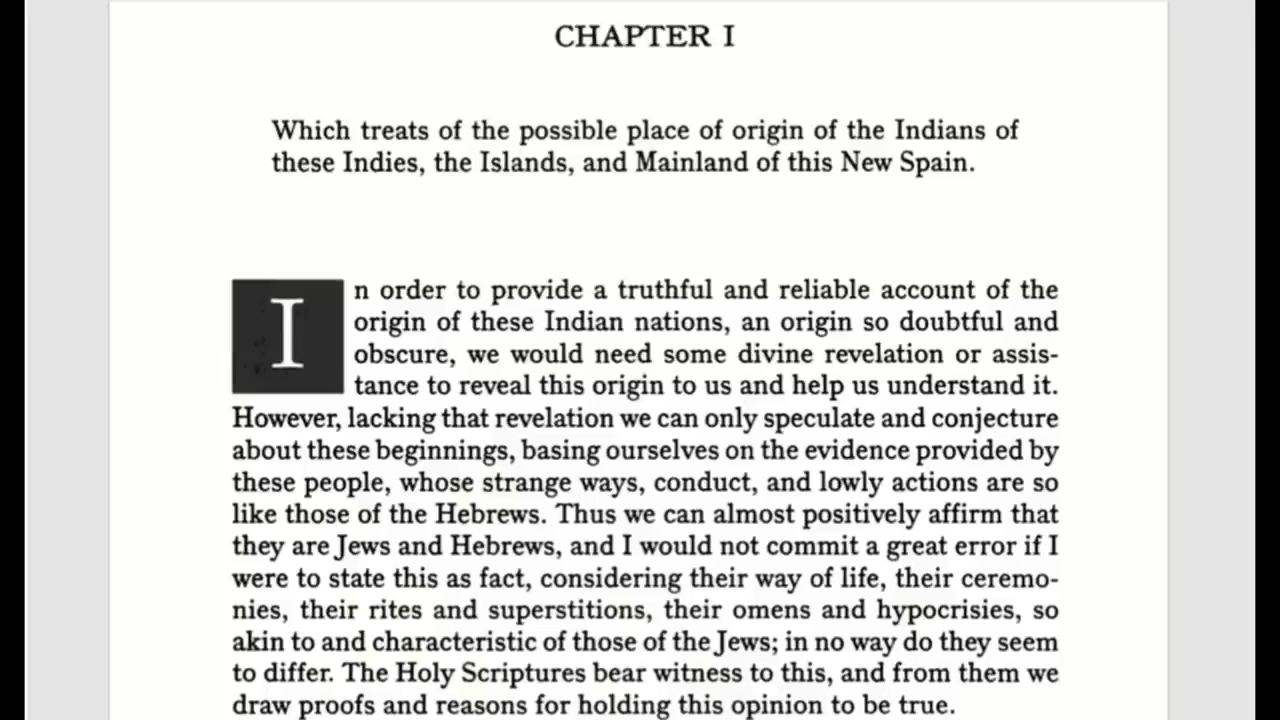 CHAPTER I
Which treats of the possible place of origin of the Indians of
these Indies, the Islands, and Mainland of this New Spain.
In order to provide a truthful and reliable account of the
origin of these Indian nations, an origin so doubtful and
obscure, we would need some divine revelation or assis-
tance to reveal this origin to us and help us understand it.
However, lacking that revelation we can only speculate and conjecture
about these beginnings, basing ourselves on the evidence provided by
these people, whose strange ways, conduct, and lowly actions are so
like those of the Hebrews. Thus we can almost positively affirm that
they are Jews and Hebrews, and I would not commit a great error if I
were to state this as fact, considering their way of life, their ceremo-
nies, their rites and superstitions, their omens and hypocrisies, so
akin to and characteristic of those of the Jews; in no way do they seem
to differ. The Holy Scriptures bear witness to this, and from them we
draw proofs and reasons for holding this opinion to be true.